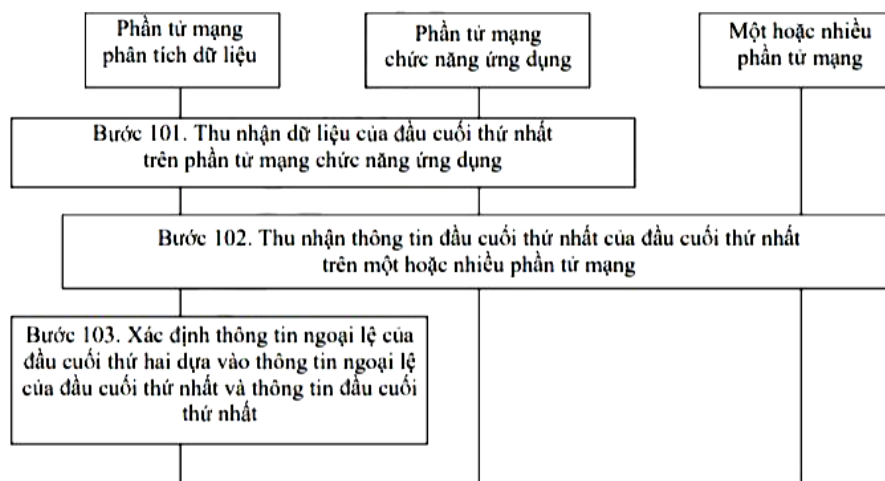 Phần tử mạng
phân tích dữ liệu
Phần tử mạng
chức năng ứng dụng
Một hoặc nhiều
phần tử mạng
Bước 101. Thu nhận dữ liệu của đầu cuối thứ nhất
trên phần tử mạng chức năng ứng dụng
Bước 102. Thu nhận thông tin đầu cuối thứ nhất của đầu cuối thứ nhất
trên một hoặc nhiều phần tử mạng
Bước 103. Xác định thông tin ngoại lệ của
đầu cuối thứ hai dựa vào thông tin ngoại lệ
của đầu cuối thứ nhất và thông tin đầu cuối
thứ nhất